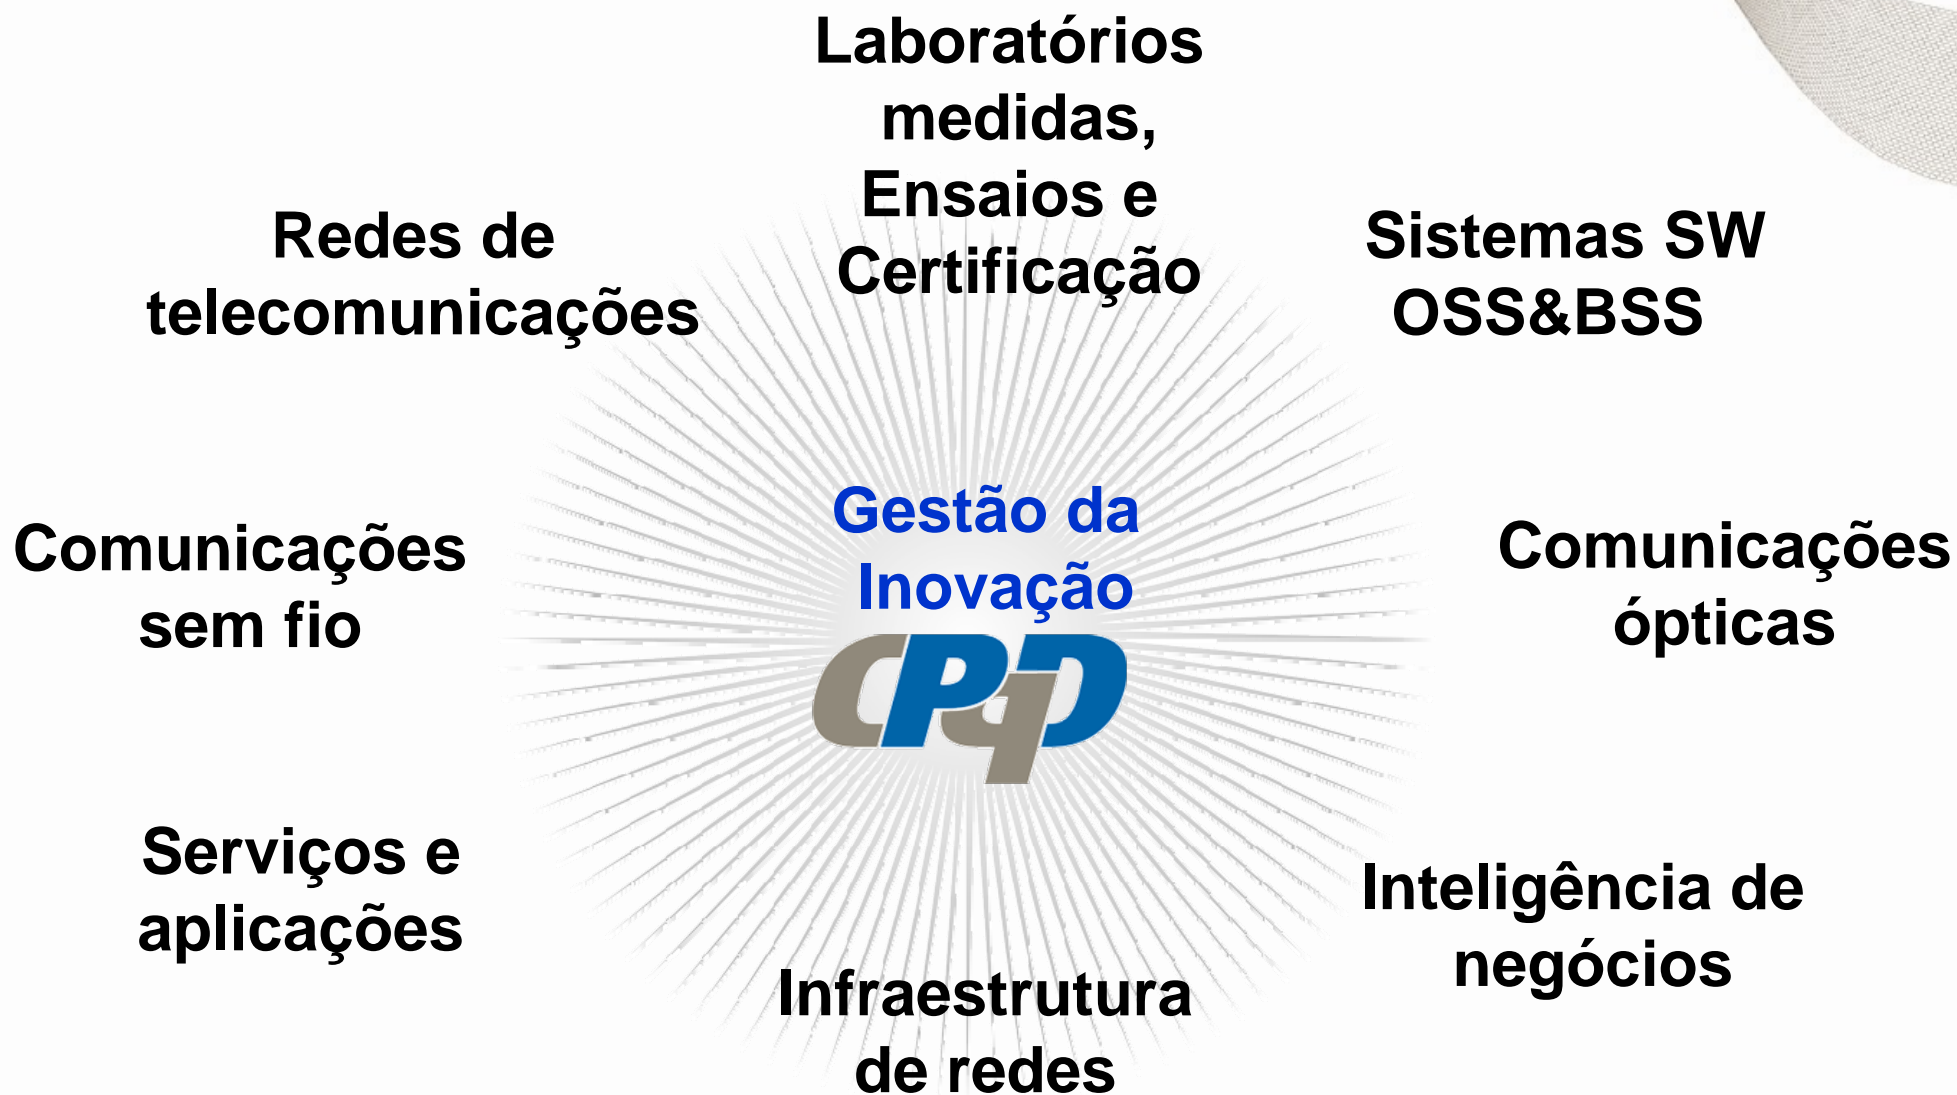 Laboratórios
medidas,
Ensaios e
Certificação
Redes de
telecomunicações
Sistemas SW
OSS&BSS
Comunicações
sem fio
Gestão da
Inovação
CPqD
Comunicações
ópticas
Serviços e
aplicações
Inteligência de
negócios
Infraestrutura
de redes